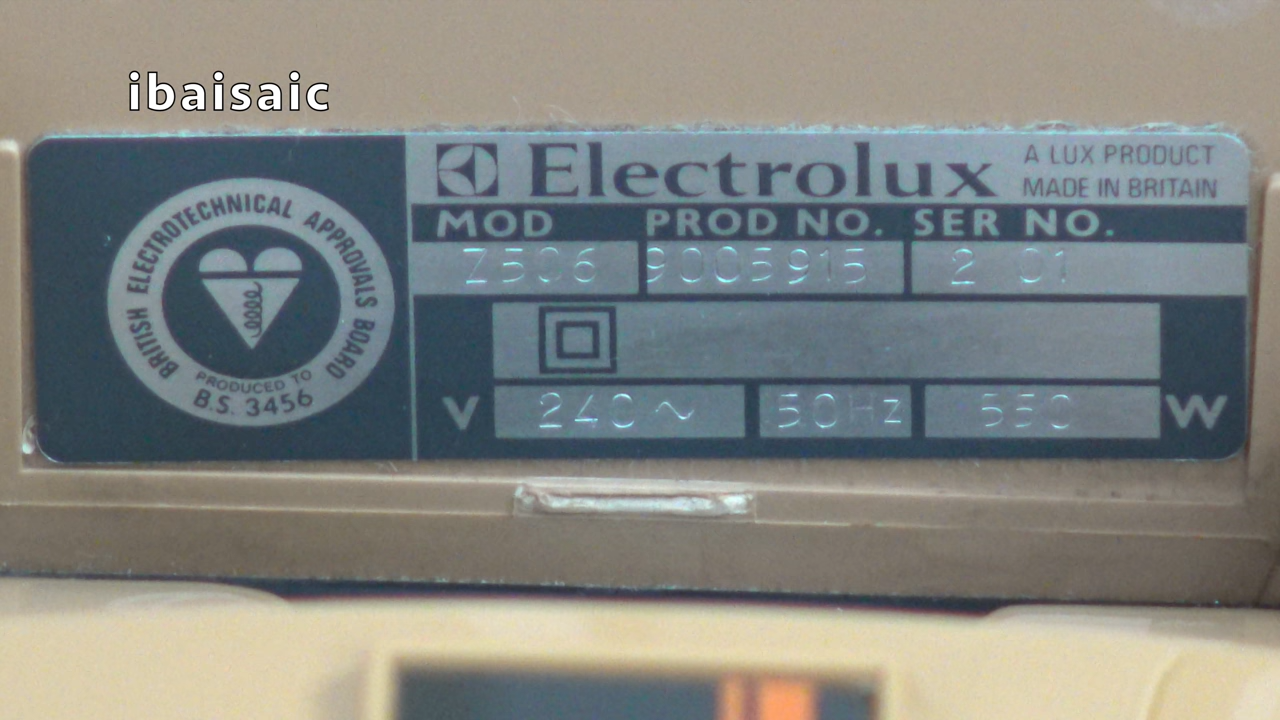 ibaisaic
BRITISH ELECTROTECHNICAL APPROVALS BOARD
PRODUCED TO
B.S. 3456
Electrolux
A LUX PRODUCT
MADE IN BRITAIN
MOD PROD NO. SER NO.
Z506 9005915 2 01
V 240~ 50Hz 550 W